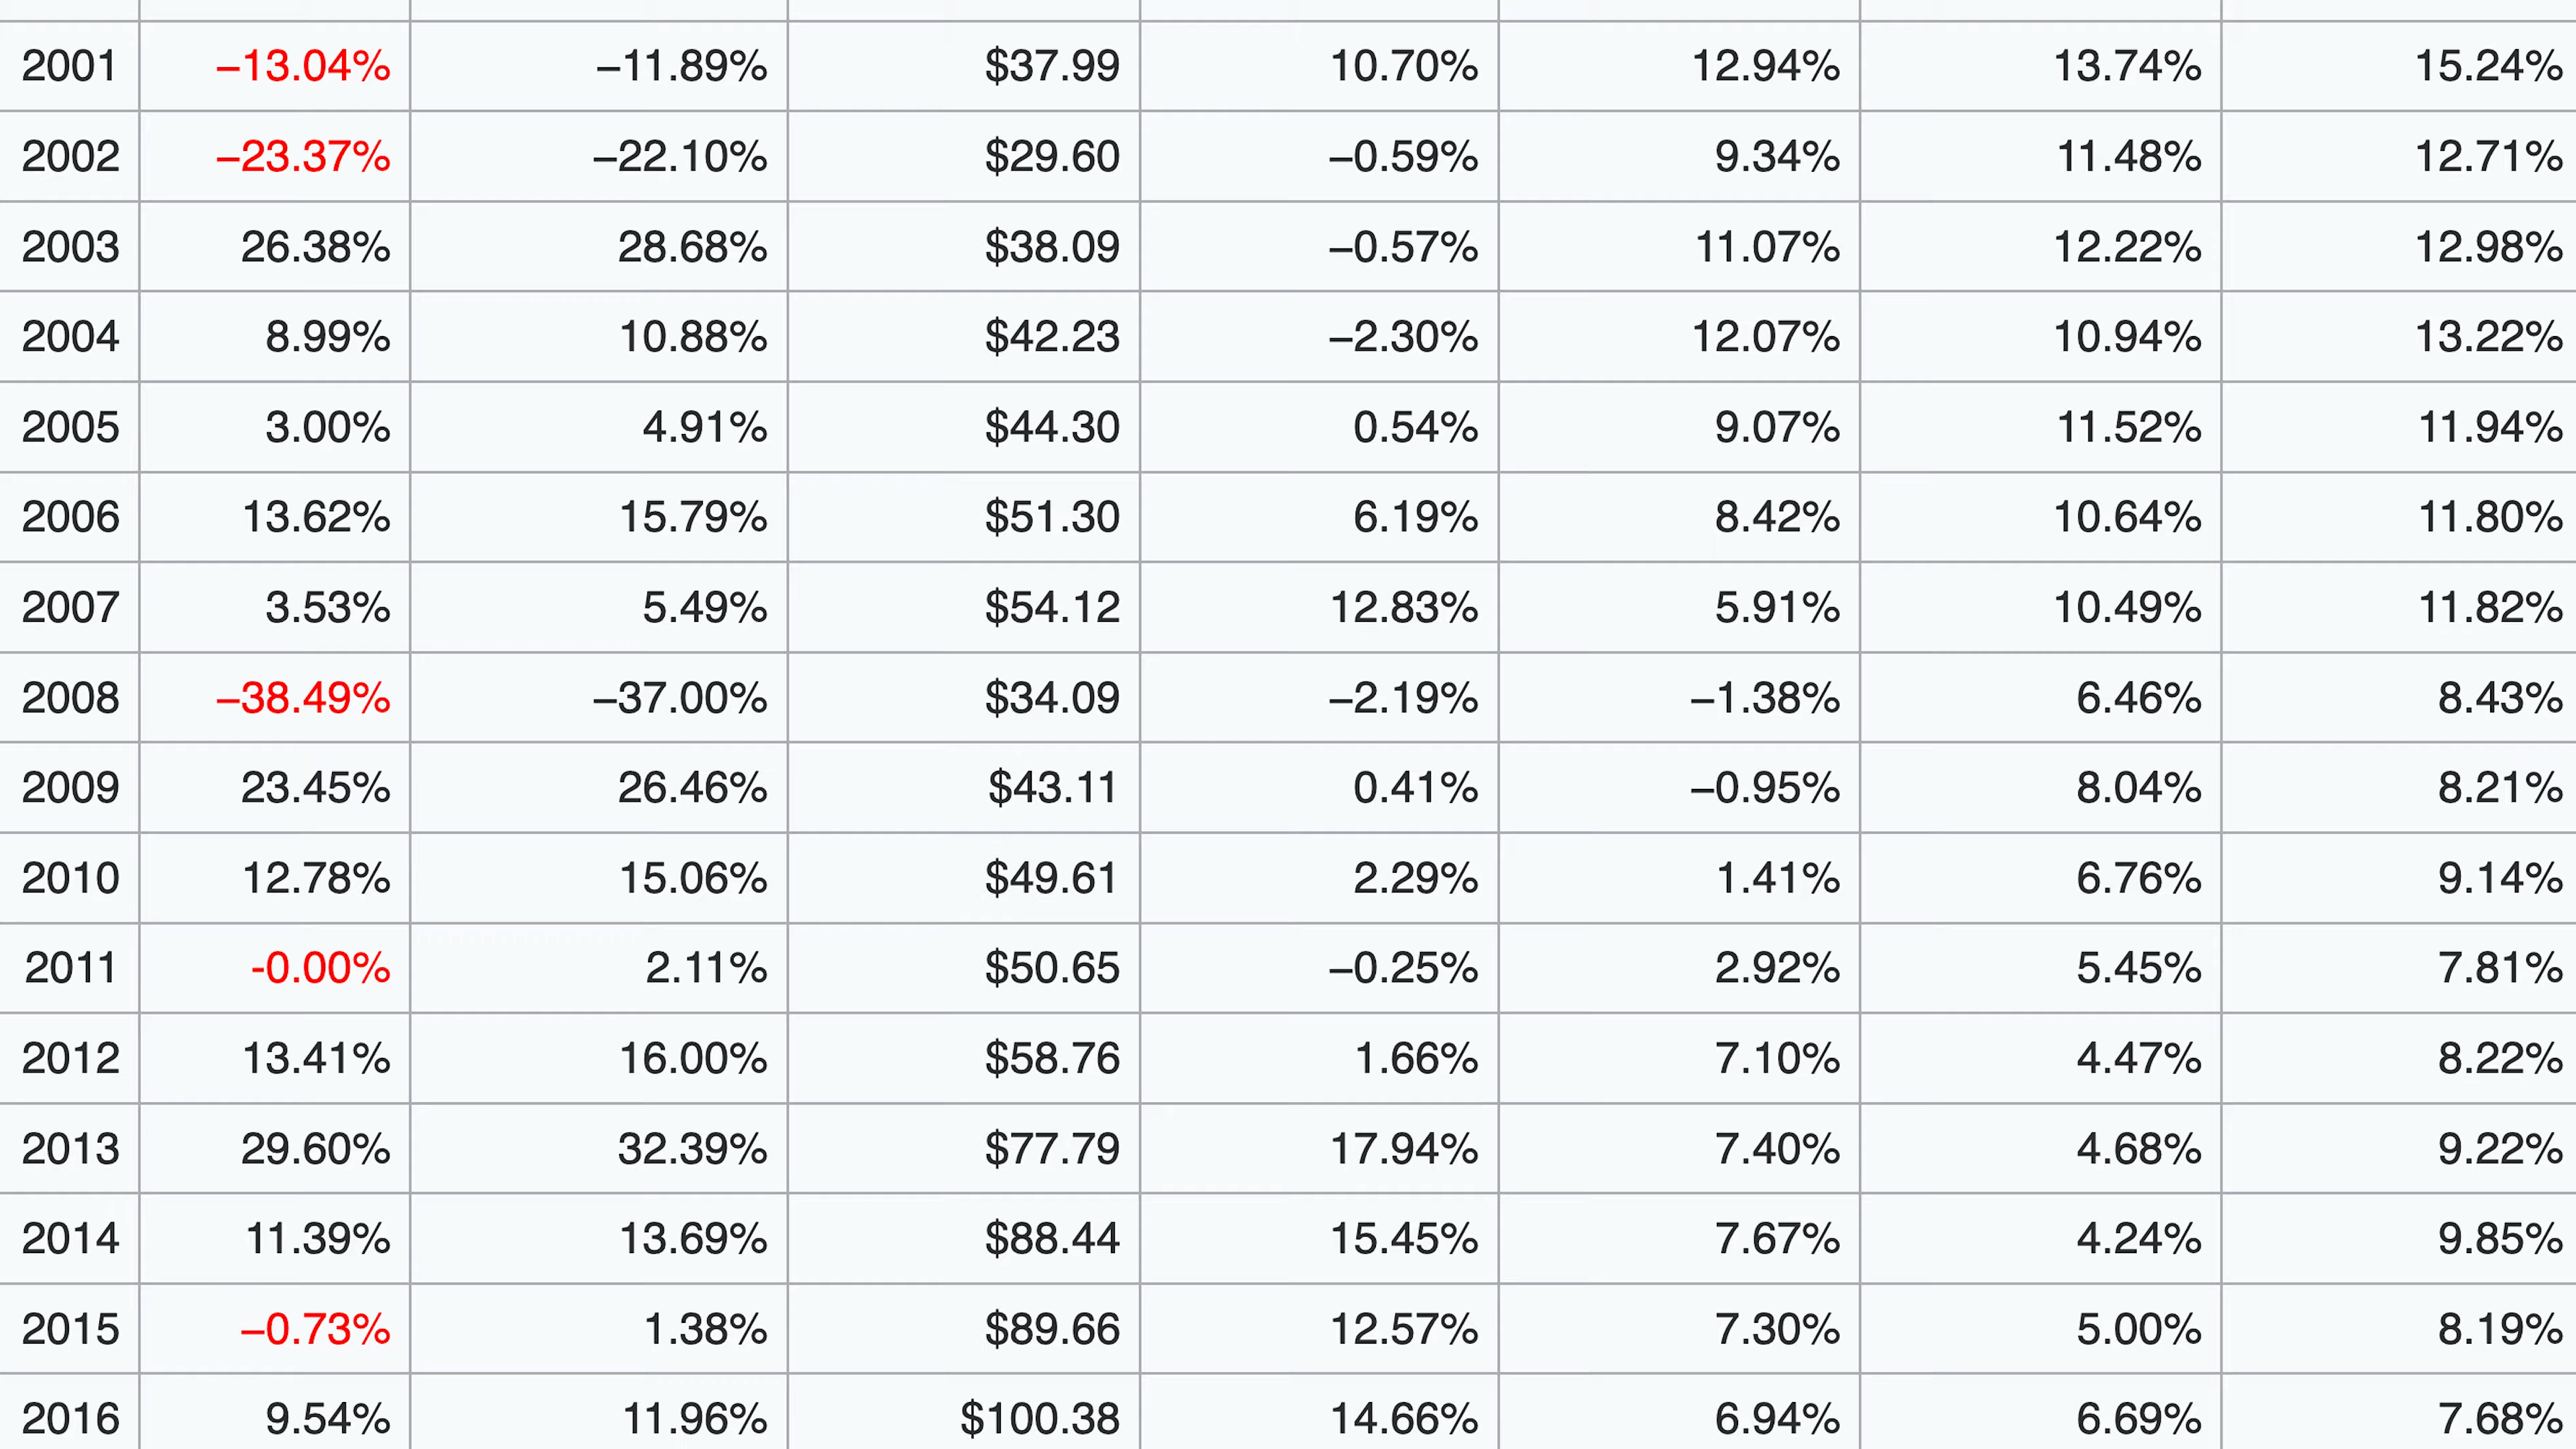 2001 –13.04% –11.89% $37.99 10.70% 12.94% 13.74% 15.24%
2002 –23.37% –22.10% $29.60 –0.59% 9.34% 11.48% 12.71%
2003 26.38% 28.68% $38.09 –0.57% 11.07% 12.22% 12.98%
2004 8.99% 10.88% $42.23 –2.30% 12.07% 10.94% 13.22%
2005 3.00% 4.91% $44.30 0.54% 9.07% 11.52% 11.94%
2006 13.62% 15.79% $51.30 6.19% 8.42% 10.64% 11.80%
2007 3.53% 5.49% $54.12 12.83% 5.91% 10.49% 11.82%
2008 –38.49% –37.00% $34.09 –2.19% –1.38% 6.46% 8.43%
2009 23.45% 26.46% $43.11 0.41% –0.95% 8.04% 8.21%
2010 12.78% 15.06% $49.61 2.29% 1.41% 6.76% 9.14%
2011 -0.00% 2.11% $50.65 –0.25% 2.92% 5.45% 7.81%
2012 13.41% 16.00% $58.76 1.66% 7.10% 4.47% 8.22%
2013 29.60% 32.39% $77.79 17.94% 7.40% 4.68% 9.22%
2014 11.39% 13.69% $88.44 15.45% 7.67% 4.24% 9.85%
2015 –0.73% 1.38% $89.66 12.57% 7.30% 5.00% 8.19%
2016 9.54% 11.96% $100.38 14.66% 6.94% 6.69% 7.68%